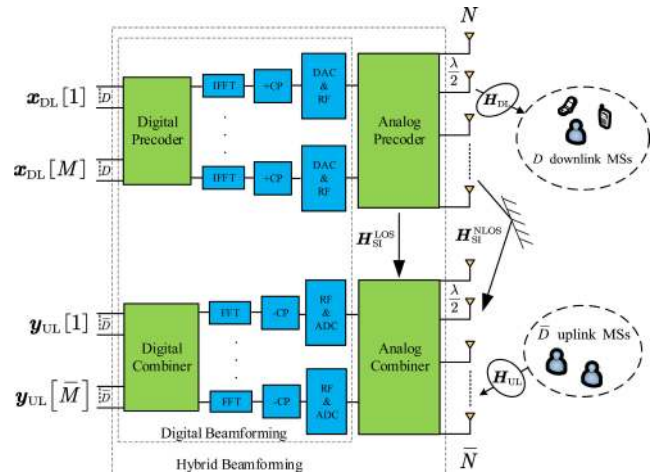 N
x_DL[1]
D
x_DL[M]
D
Digital
Precoder
IFFT
+CP
DAC
&
RF
IFFT
+CP
DAC
&
RF
Analog
Precoder
λ/2
H_DL
D downlink MSs
H_SI^LOS
H_SI^NLOS
y_UL[1]
D̅
y_UL[M̅]
D̅
Digital
Combiner
FFT
-CP
RF
&
ADC
FFT
-CP
RF
&
ADC
Analog
Combiner
λ/2
D̅ uplink MSs
H_UL
N̅
Digital Beamforming
Hybrid Beamforming